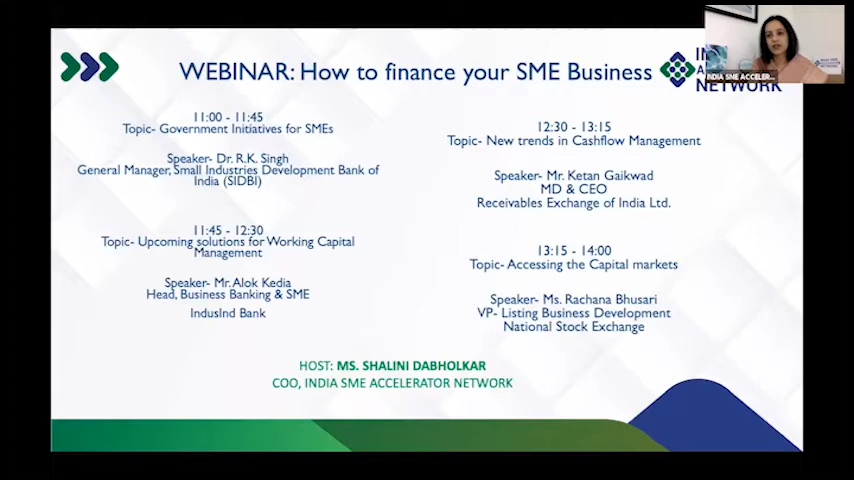 WEBINAR: How to finance your SME Business
NETWORK
INDIA SME ACCELER...
11:00 - 11:45
Topic- Government Initiatives for SMEs
Speaker- Dr. R.K. Singh
General Manager, Small Industries Development Bank of
India (SIDBI)
11:45 - 12:30
Topic- Upcoming solutions for Working Capital
Management
Speaker- Mr. Alok Kedia
Head, Business Banking & SME
IndusInd Bank
12:30 - 13:15
Topic- New trends in Cashflow Management
Speaker- Mr. Ketan Gaikwad
MD & CEO
Receivables Exchange of India Ltd.
13:15 - 14:00
Topic- Accessing the Capital markets
Speaker- Ms. Rachana Bhusari
VP- Listing Business Development
National Stock Exchange
HOST: MS. SHALINI DABHOLKAR
COO, INDIA SME ACCELERATOR NETWORK